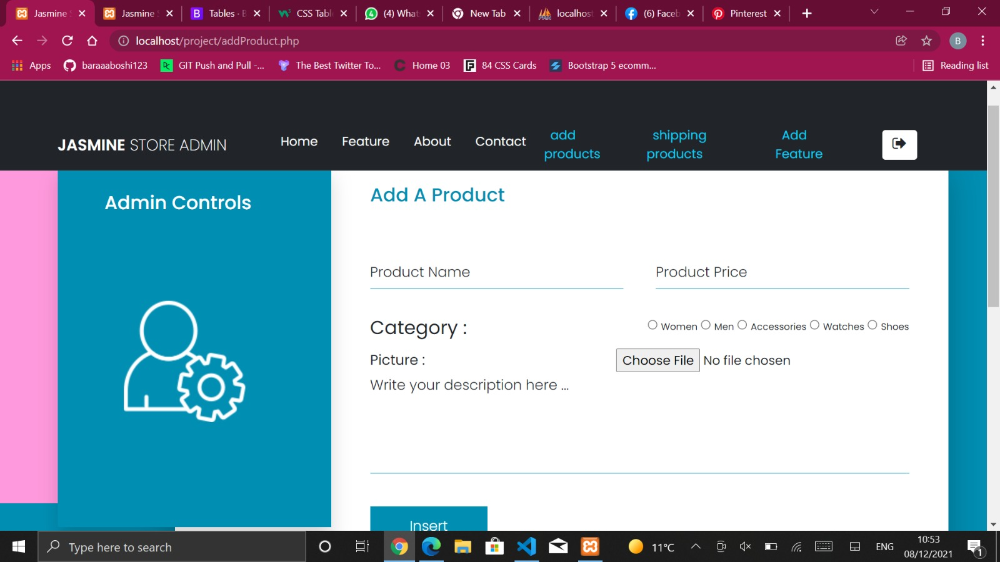 Jasmine
Jasmine
Tables · B
CSS Tabl
(4) What
New Tab
localhost
(6) Faceb
Pinterest
localhost/project/addProduct.php
B
Apps
baraaaboshi123
GIT Push and Pull -...
The Best Twitter To...
Home 03
84 CSS Cards
Bootstrap 5 ecomm...
Reading list
JASMINE STORE ADMIN
Home
Feature
About
Contact
add
products
shipping
products
Add
Feature
Admin Controls
Add A Product
Product Name
Product Price
Category :
Women
Men
Accessories
Watches
Shoes
Picture :
Choose File
No file chosen
Write your description here ...
Insert
Type here to search
11°C
ENG
10:53
08/12/2021
1